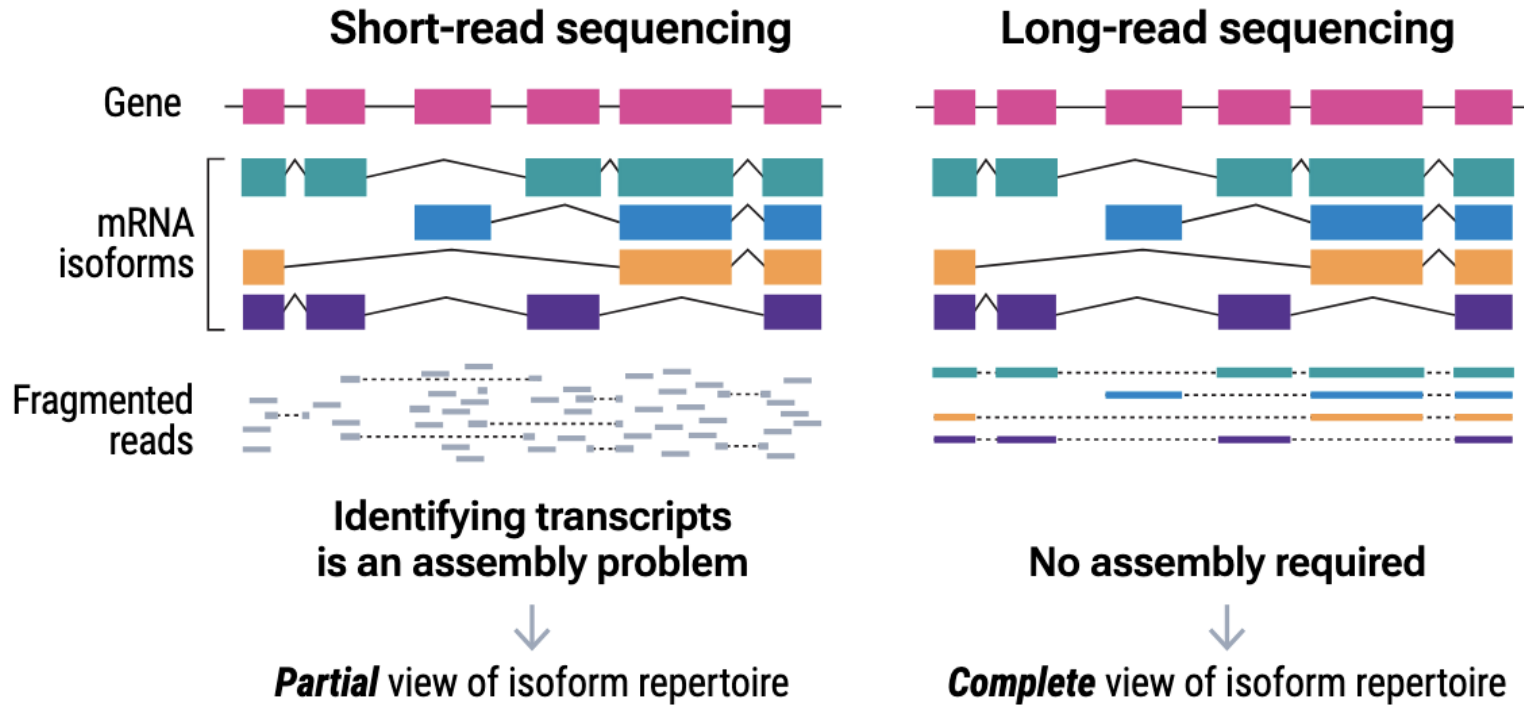 Short-read sequencing
Long-read sequencing
Gene
mRNA
isoforms
Fragmented
reads
Identifying transcripts
is an assembly problem
No assembly required
Partial view of isoform repertoire
Complete view of isoform repertoire